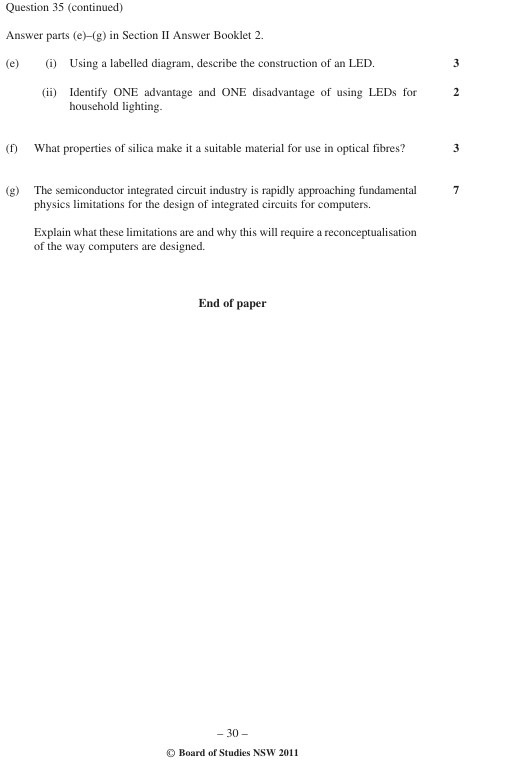 Question 35 (continued)
Answer parts (e)–(g) in Section II Answer Booklet 2.
(e) (i) Using a labelled diagram, describe the construction of an LED. 3
(ii) Identify ONE advantage and ONE disadvantage of using LEDs for 2
household lighting.
(f) What properties of silica make it a suitable material for use in optical fibres? 3
(g) The semiconductor integrated circuit industry is rapidly approaching fundamental 7
physics limitations for the design of integrated circuits for computers.
Explain what these limitations are and why this will require a reconceptualisation
of the way computers are designed.
End of paper
– 30 –
© Board of Studies NSW 2011